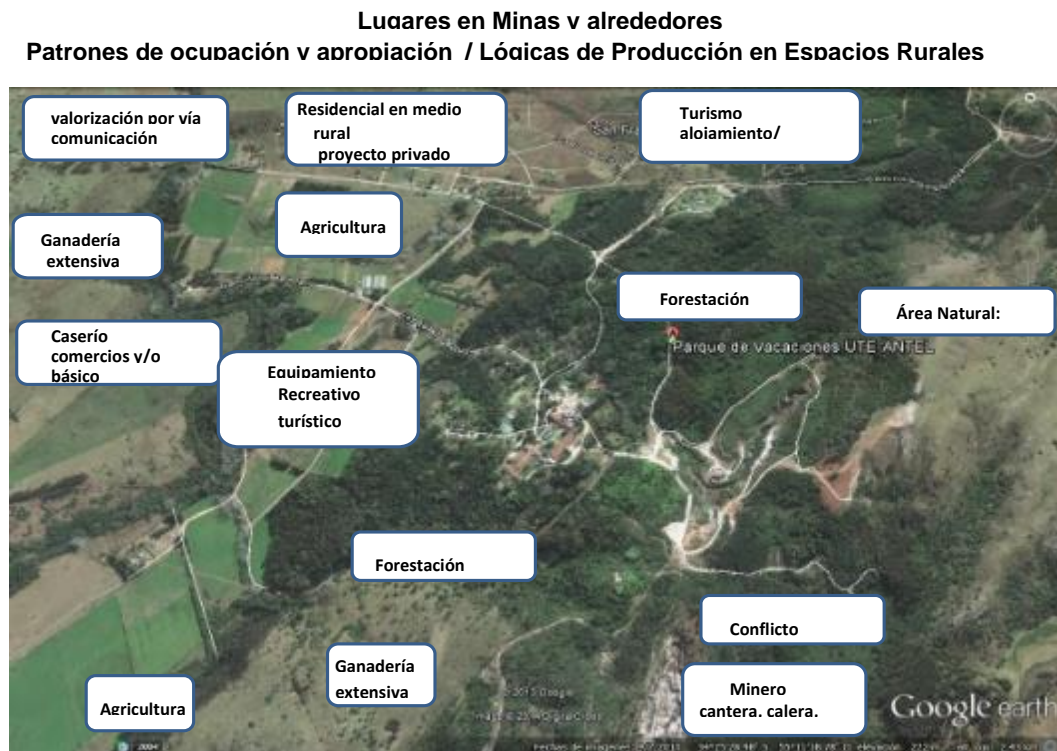 Lugares en Minas y alrededores
Patrones de ocupación y apropiación / Lógicas de Producción en Espacios Rurales
valorización por vía
comunicación
Residencial en medio
rural
proyecto privado
Turismo
alojamiento/
Agricultura
Ganadería
extensiva
Forestación
Área Natural:
Parque de Vacaciones UTE ANTEL
Caserío
comercios y/o
básico
Equipamiento
Recreativo
turístico
Forestación
Conflicto
Ganadería
extensiva
Minero
cantera. calera.
Agricultura
Google earth